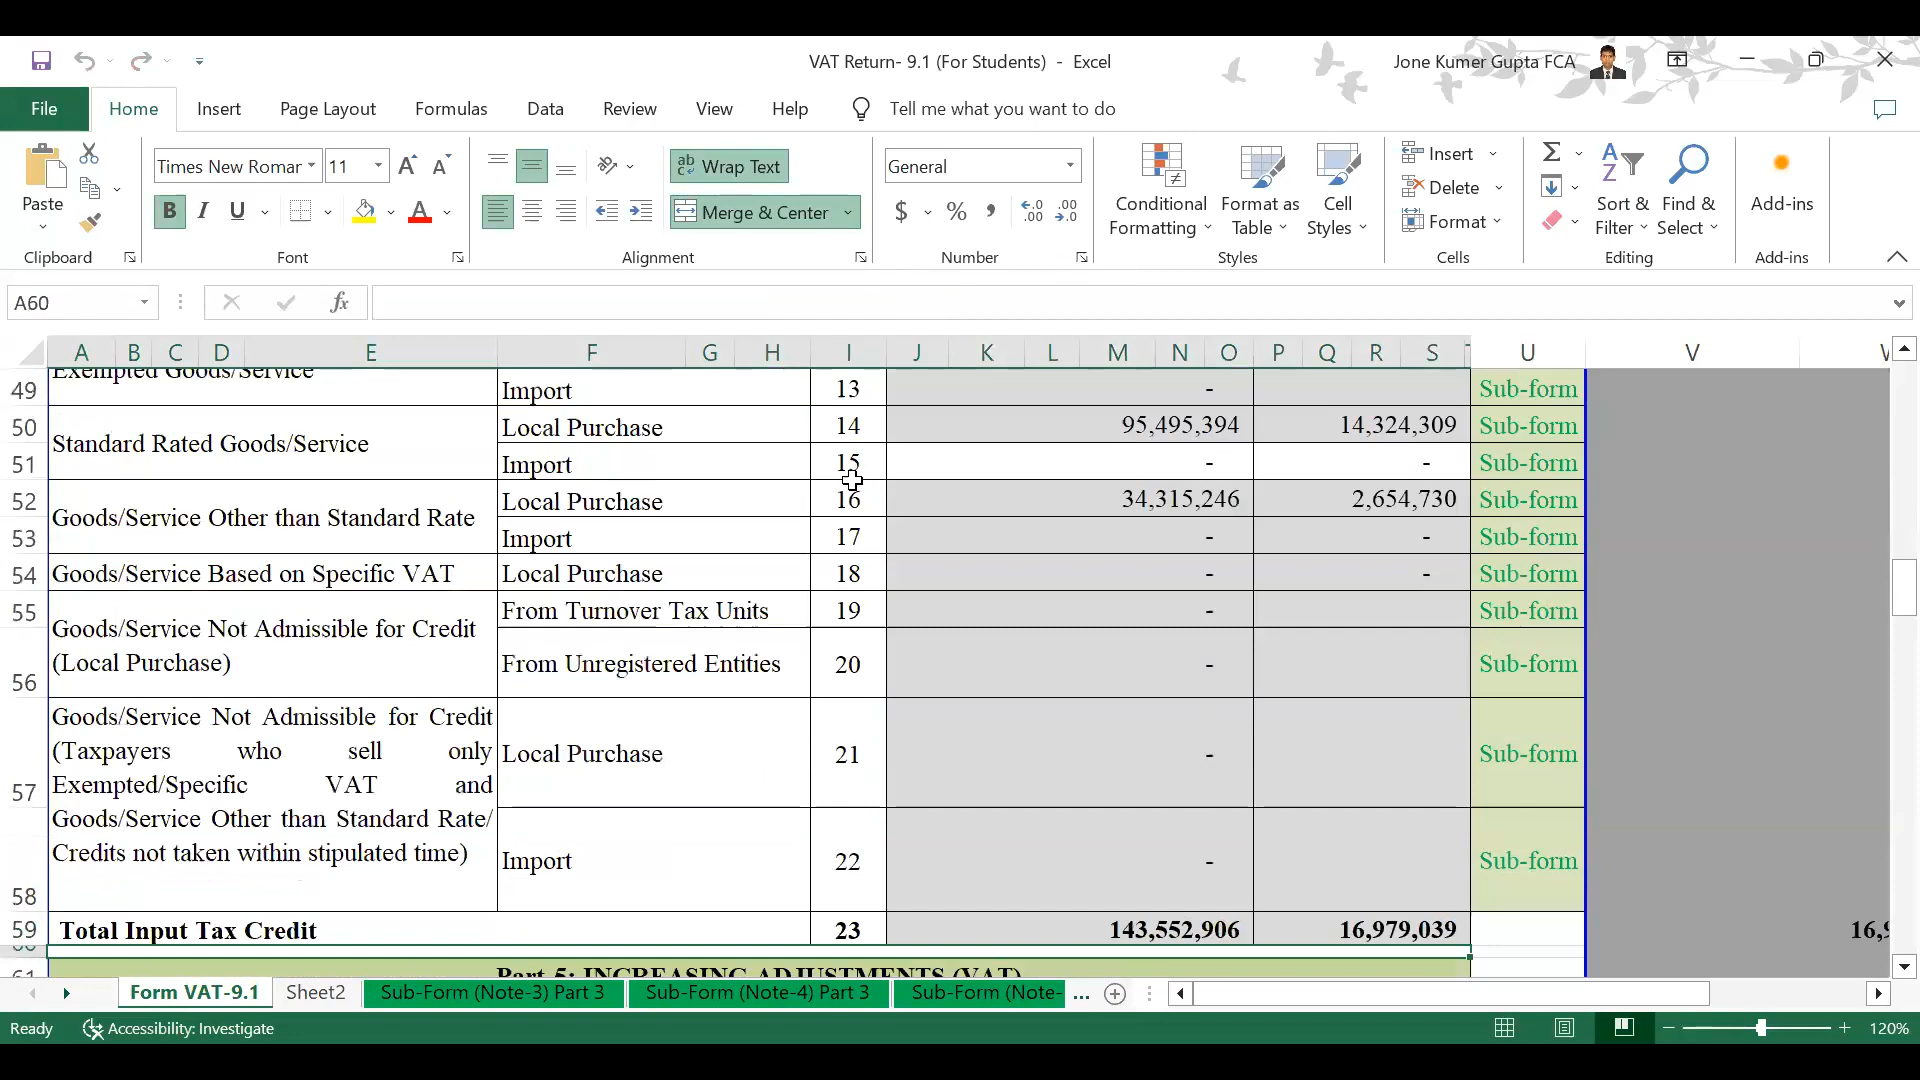 VAT Return- 9.1 (For Students) - Excel
Jone Kumer Gupta FCA
File Home Insert Page Layout Formulas Data Review View Help Tell me what you want to do
Paste
Clipboard
Times New Romar 11
B I U
Font
Wrap Text
Merge & Center
Alignment
General
$ % ,
Number
Conditional Formatting
Format as Table
Cell Styles
Styles
Insert
Delete
Format
Cells
Sort & Filter
Find & Select
Editing
Add-ins
Add-ins
A60
fx
A B C D E F G H I J K L M N O P Q R S T U V
49 Exempted Goods/Service Import 13 - Sub-form
50 Standard Rated Goods/Service Local Purchase 14 95,495,394 14,324,309 Sub-form
51 Import 15 - - Sub-form
52 Goods/Service Other than Standard Rate Local Purchase 16 34,315,246 2,654,730 Sub-form
53 Import 17 - - Sub-form
54 Goods/Service Based on Specific VAT Local Purchase 18 - - Sub-form
55 Goods/Service Not Admissible for Credit From Turnover Tax Units 19 - Sub-form
56 (Local Purchase) From Unregistered Entities 20 - Sub-form
Goods/Service Not Admissible for Credit
(Taxpayers who sell only
57 Exempted/Specific VAT and Local Purchase 21 - Sub-form
Goods/Service Other than Standard Rate/
Credits not taken within stipulated time)
58 Import 22 - Sub-form
59 Total Input Tax Credit 23 143,552,906 16,979,039
61 Part-5: INCREASING ADJUSTMENTS (VAT)
Form VAT-9.1 Sheet2 Sub-Form (Note-3) Part 3 Sub-Form (Note-4) Part 3 Sub-Form (Note- ...
Ready Accessibility: Investigate 120%